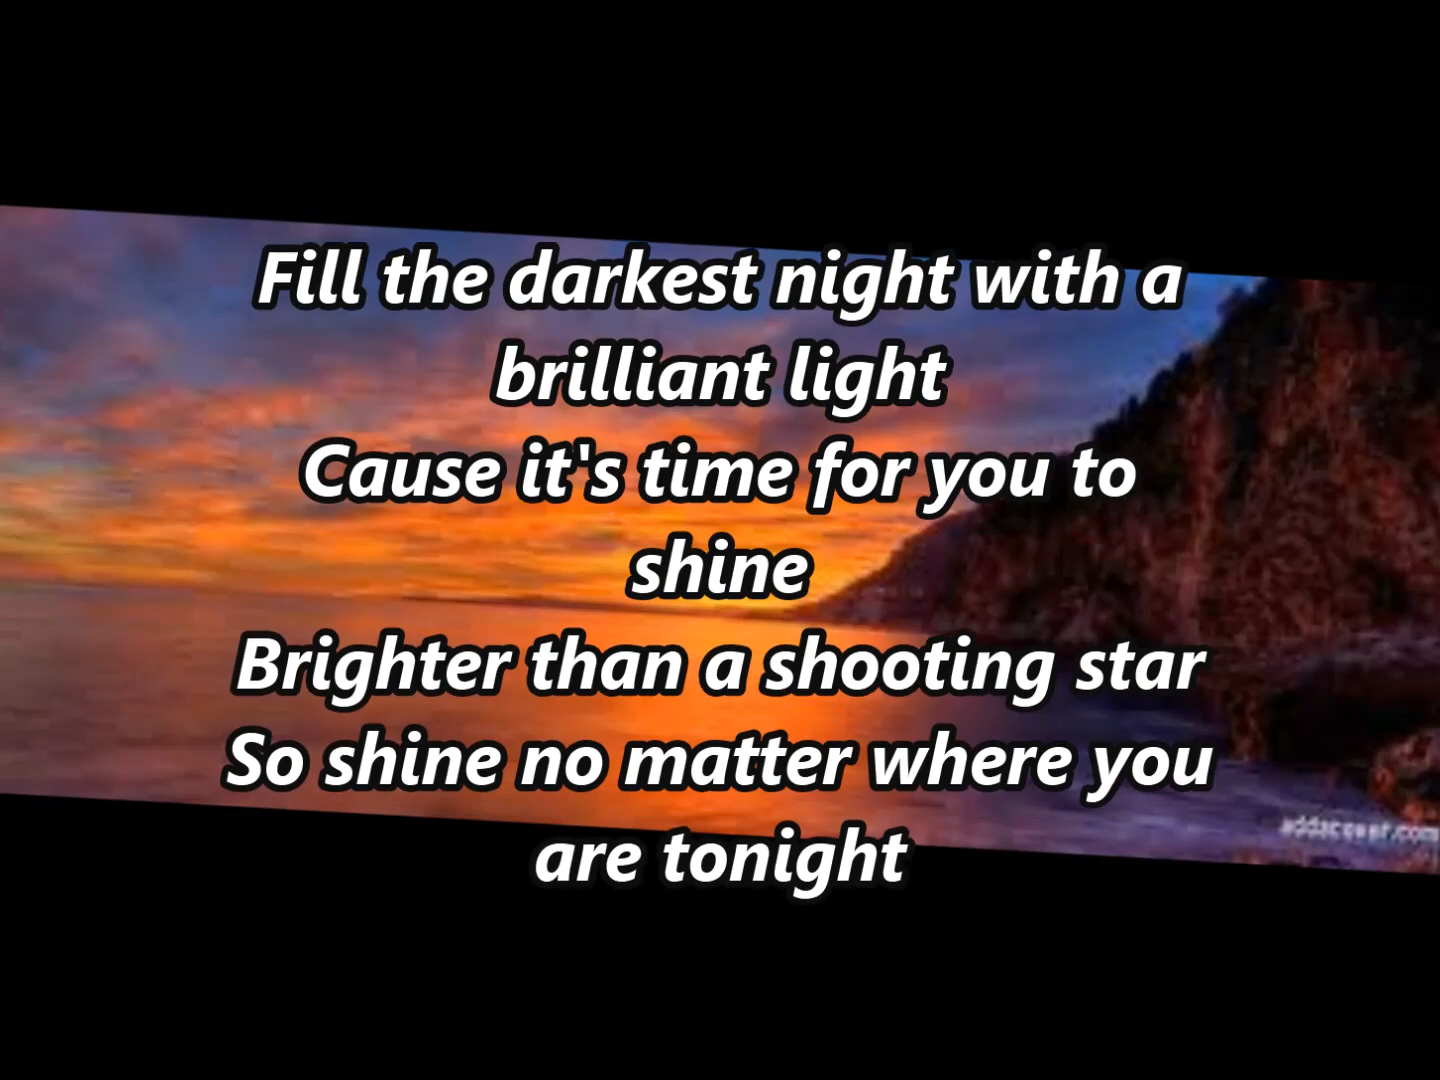 Fill the darkest night with a
brilliant light
Cause it's time for you to
shine
Brighter than a shooting star
So shine no matter where you
are tonight